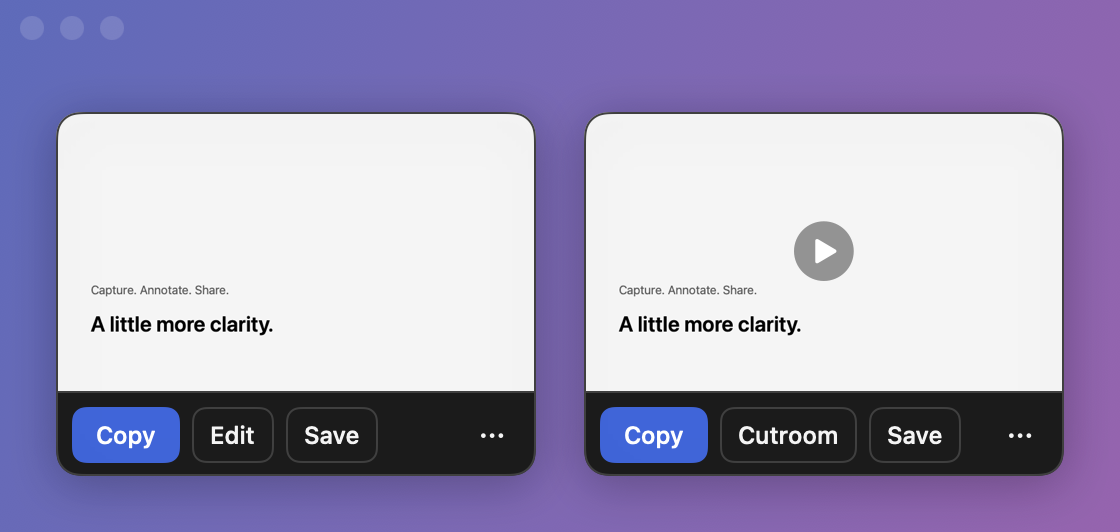 Capture. Annotate. Share.
A little more clarity.
Copy Edit Save
Capture. Annotate. Share.
A little more clarity.
Copy Cutroom Save